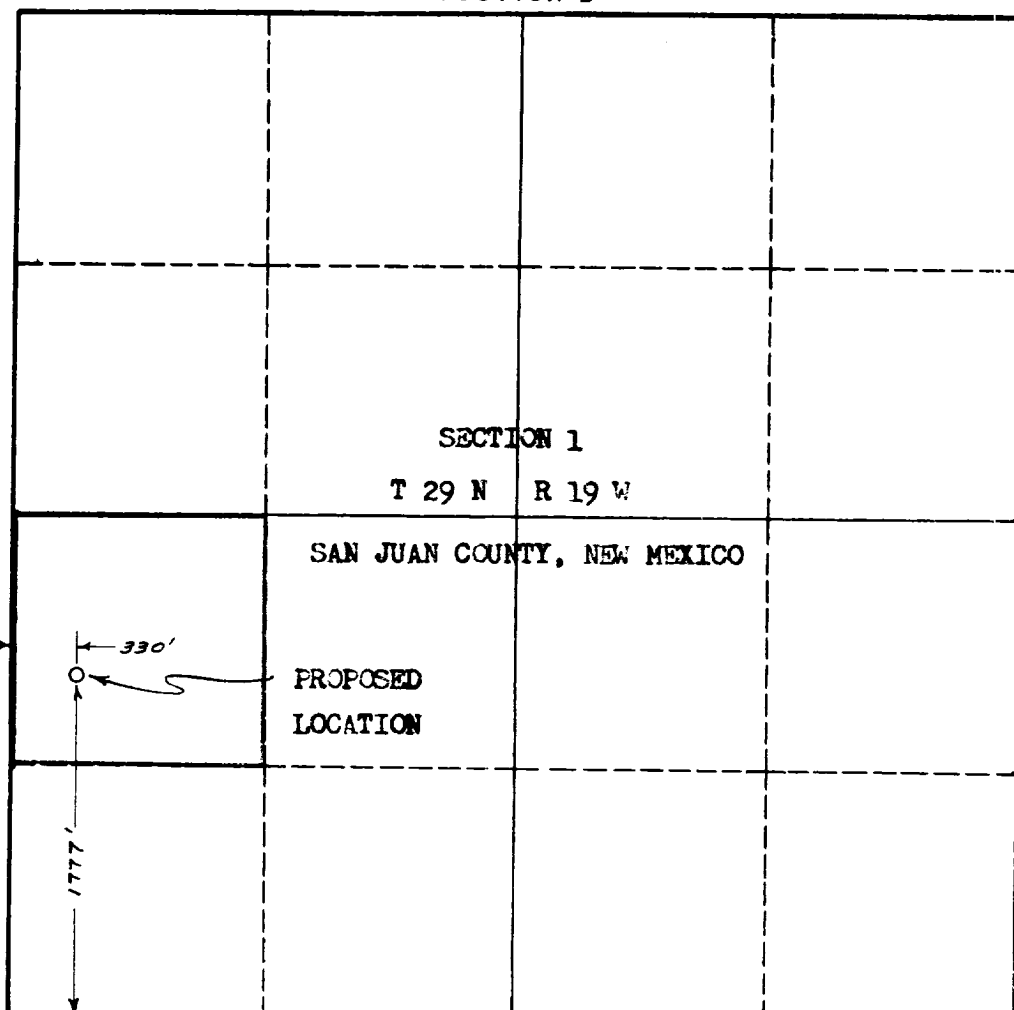 SECTION 1
T 29 N R 19 W
SAN JUAN COUNTY, NEW MEXICO
330'
PROPOSED
LOCATION
1777'